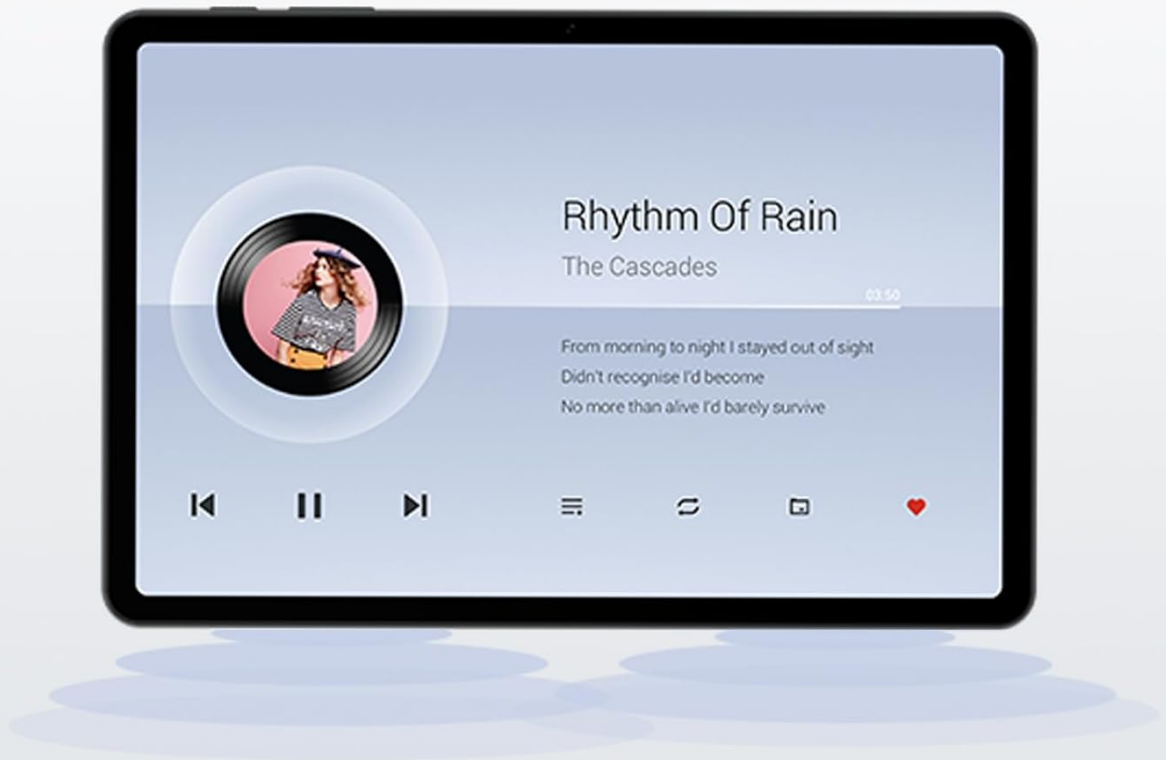 Rhythm Of Rain
The Cascades
03:50
From morning to night I stayed out of sight
Didn't recognise I'd become
No more than alive I'd barely survive